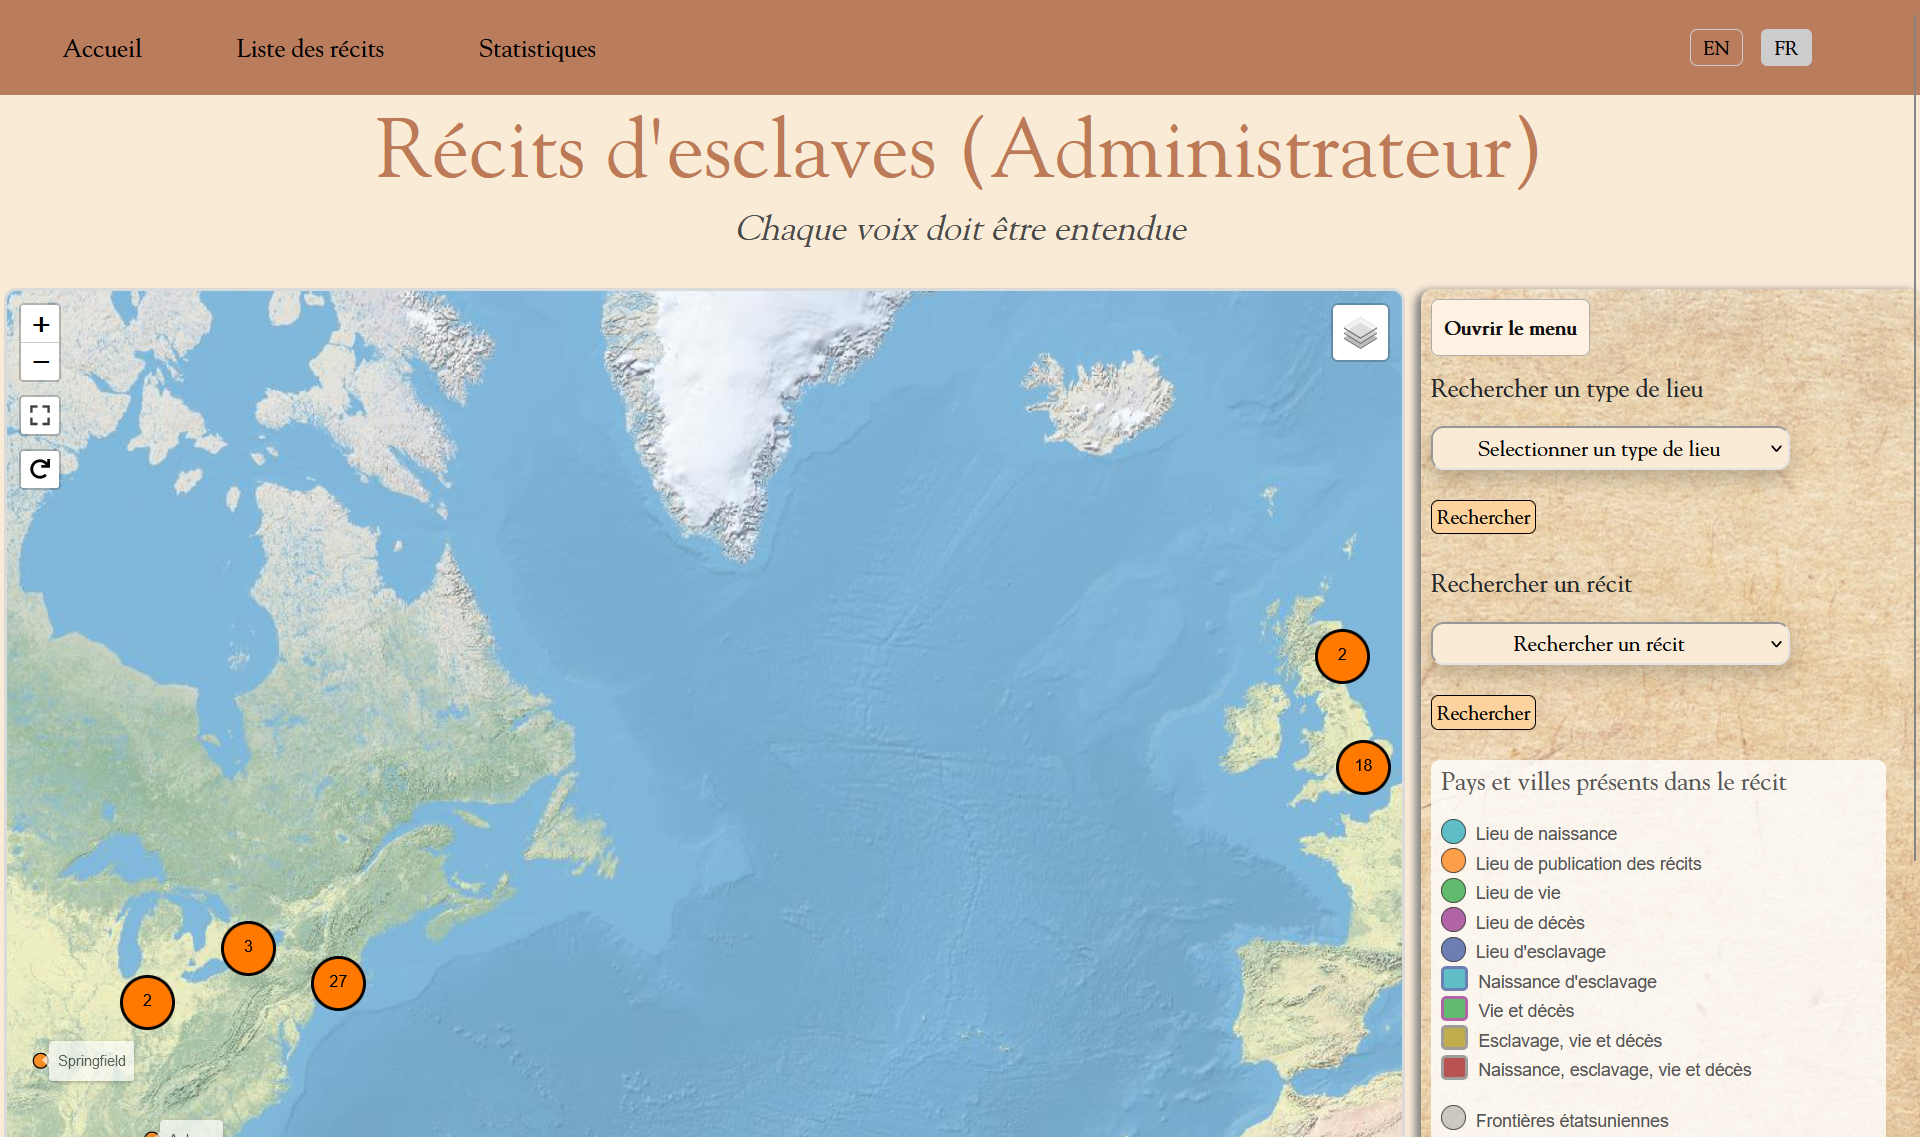 Accueil
Liste des récits
Statistiques
EN
FR
Récits d'esclaves (Administrateur)
Chaque voix doit être entendue
+
−
Ouvrir le menu
Rechercher un type de lieu
Selectionner un type de lieu
Rechercher
Rechercher un récit
Rechercher un récit
Rechercher
2
18
3
27
2
Springfield
Pays et villes présents dans le récit
Lieu de naissance
Lieu de publication des récits
Lieu de vie
Lieu de décès
Lieu d'esclavage
Naissance d'esclavage
Vie et décès
Esclavage, vie et décès
Naissance, esclavage, vie et décès
Frontières étatsuniennes